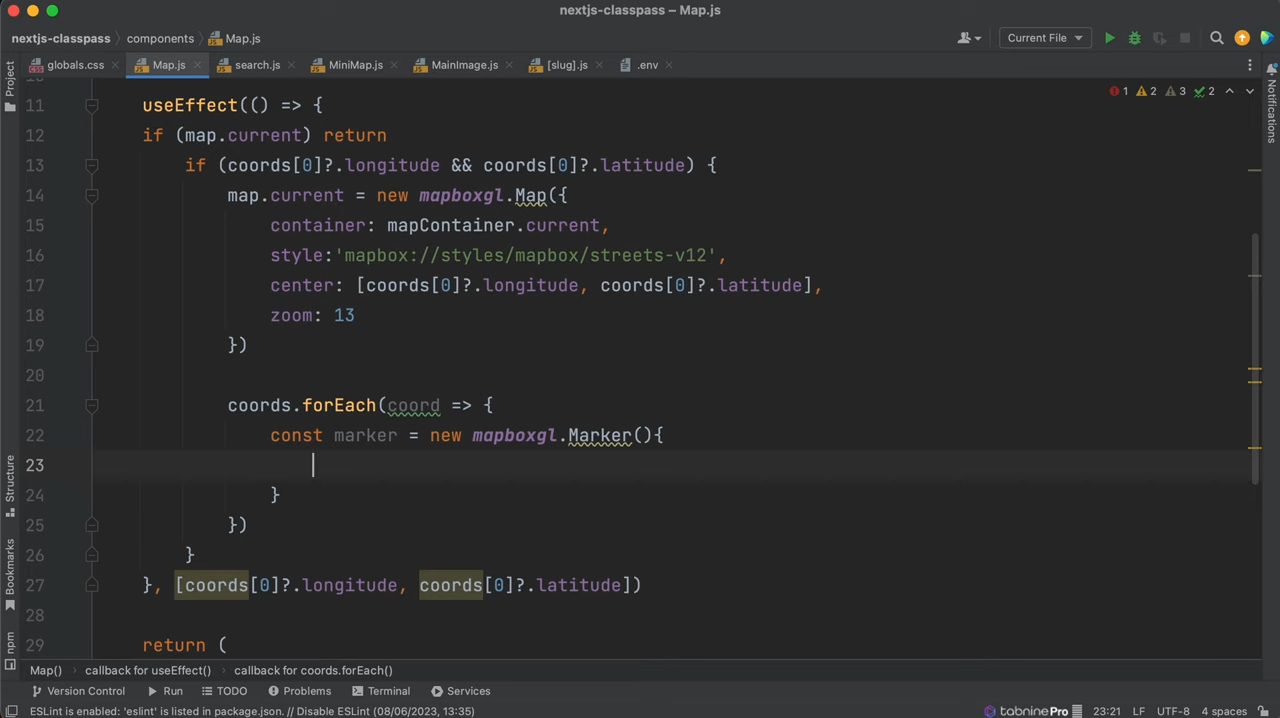 nextjs-classpass – Map.js
nextjs-classpass components Map.js Current File
Project globals.css Map.js search.js MiniMap.js MainImage.js [slug].js .env Notifications
1 2 3 2
10
11 useEffect(() => {
12 if (map.current) return
13 if (coords[0]?.longitude && coords[0]?.latitude) {
14 map.current = new mapboxgl.Map({
15 container: mapContainer.current,
16 style:'mapbox://styles/mapbox/streets-v12',
17 center: [coords[0]?.longitude, coords[0]?.latitude],
18 zoom: 13
19 })
20
21 coords.forEach(coord => {
22 const marker = new mapboxgl.Marker(){
23
24 }
25 })
26 }
27 }, [coords[0]?.longitude, coords[0]?.latitude])
28
29 return (
Structure
Bookmarks
npm
Map() callback for useEffect() callback for coords.forEach()
Version Control Run TODO Problems Terminal Services
ESLint is enabled: 'eslint' is listed in package.json. // Disable ESLint (08/06/2023, 13:35) tabnine Pro 23:21 LF UTF-8 4 spaces